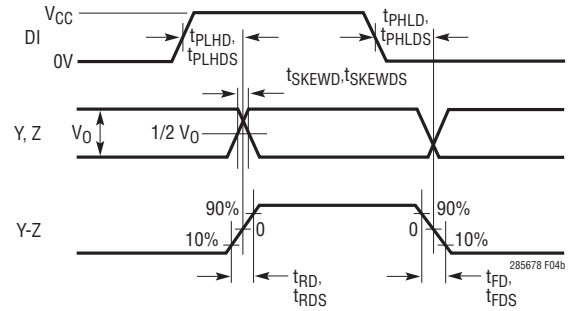 VCC
DI
0V
tPLHD,
tPLHDS
tPHLD,
tPHLDS
tSKEWD,tSKEWDS
Y, Z
VO
1/2 VO
Y-Z
90%
10%
0
0
90%
10%
tRD,
tRDS
tFD,
tFDS
285678 F04b